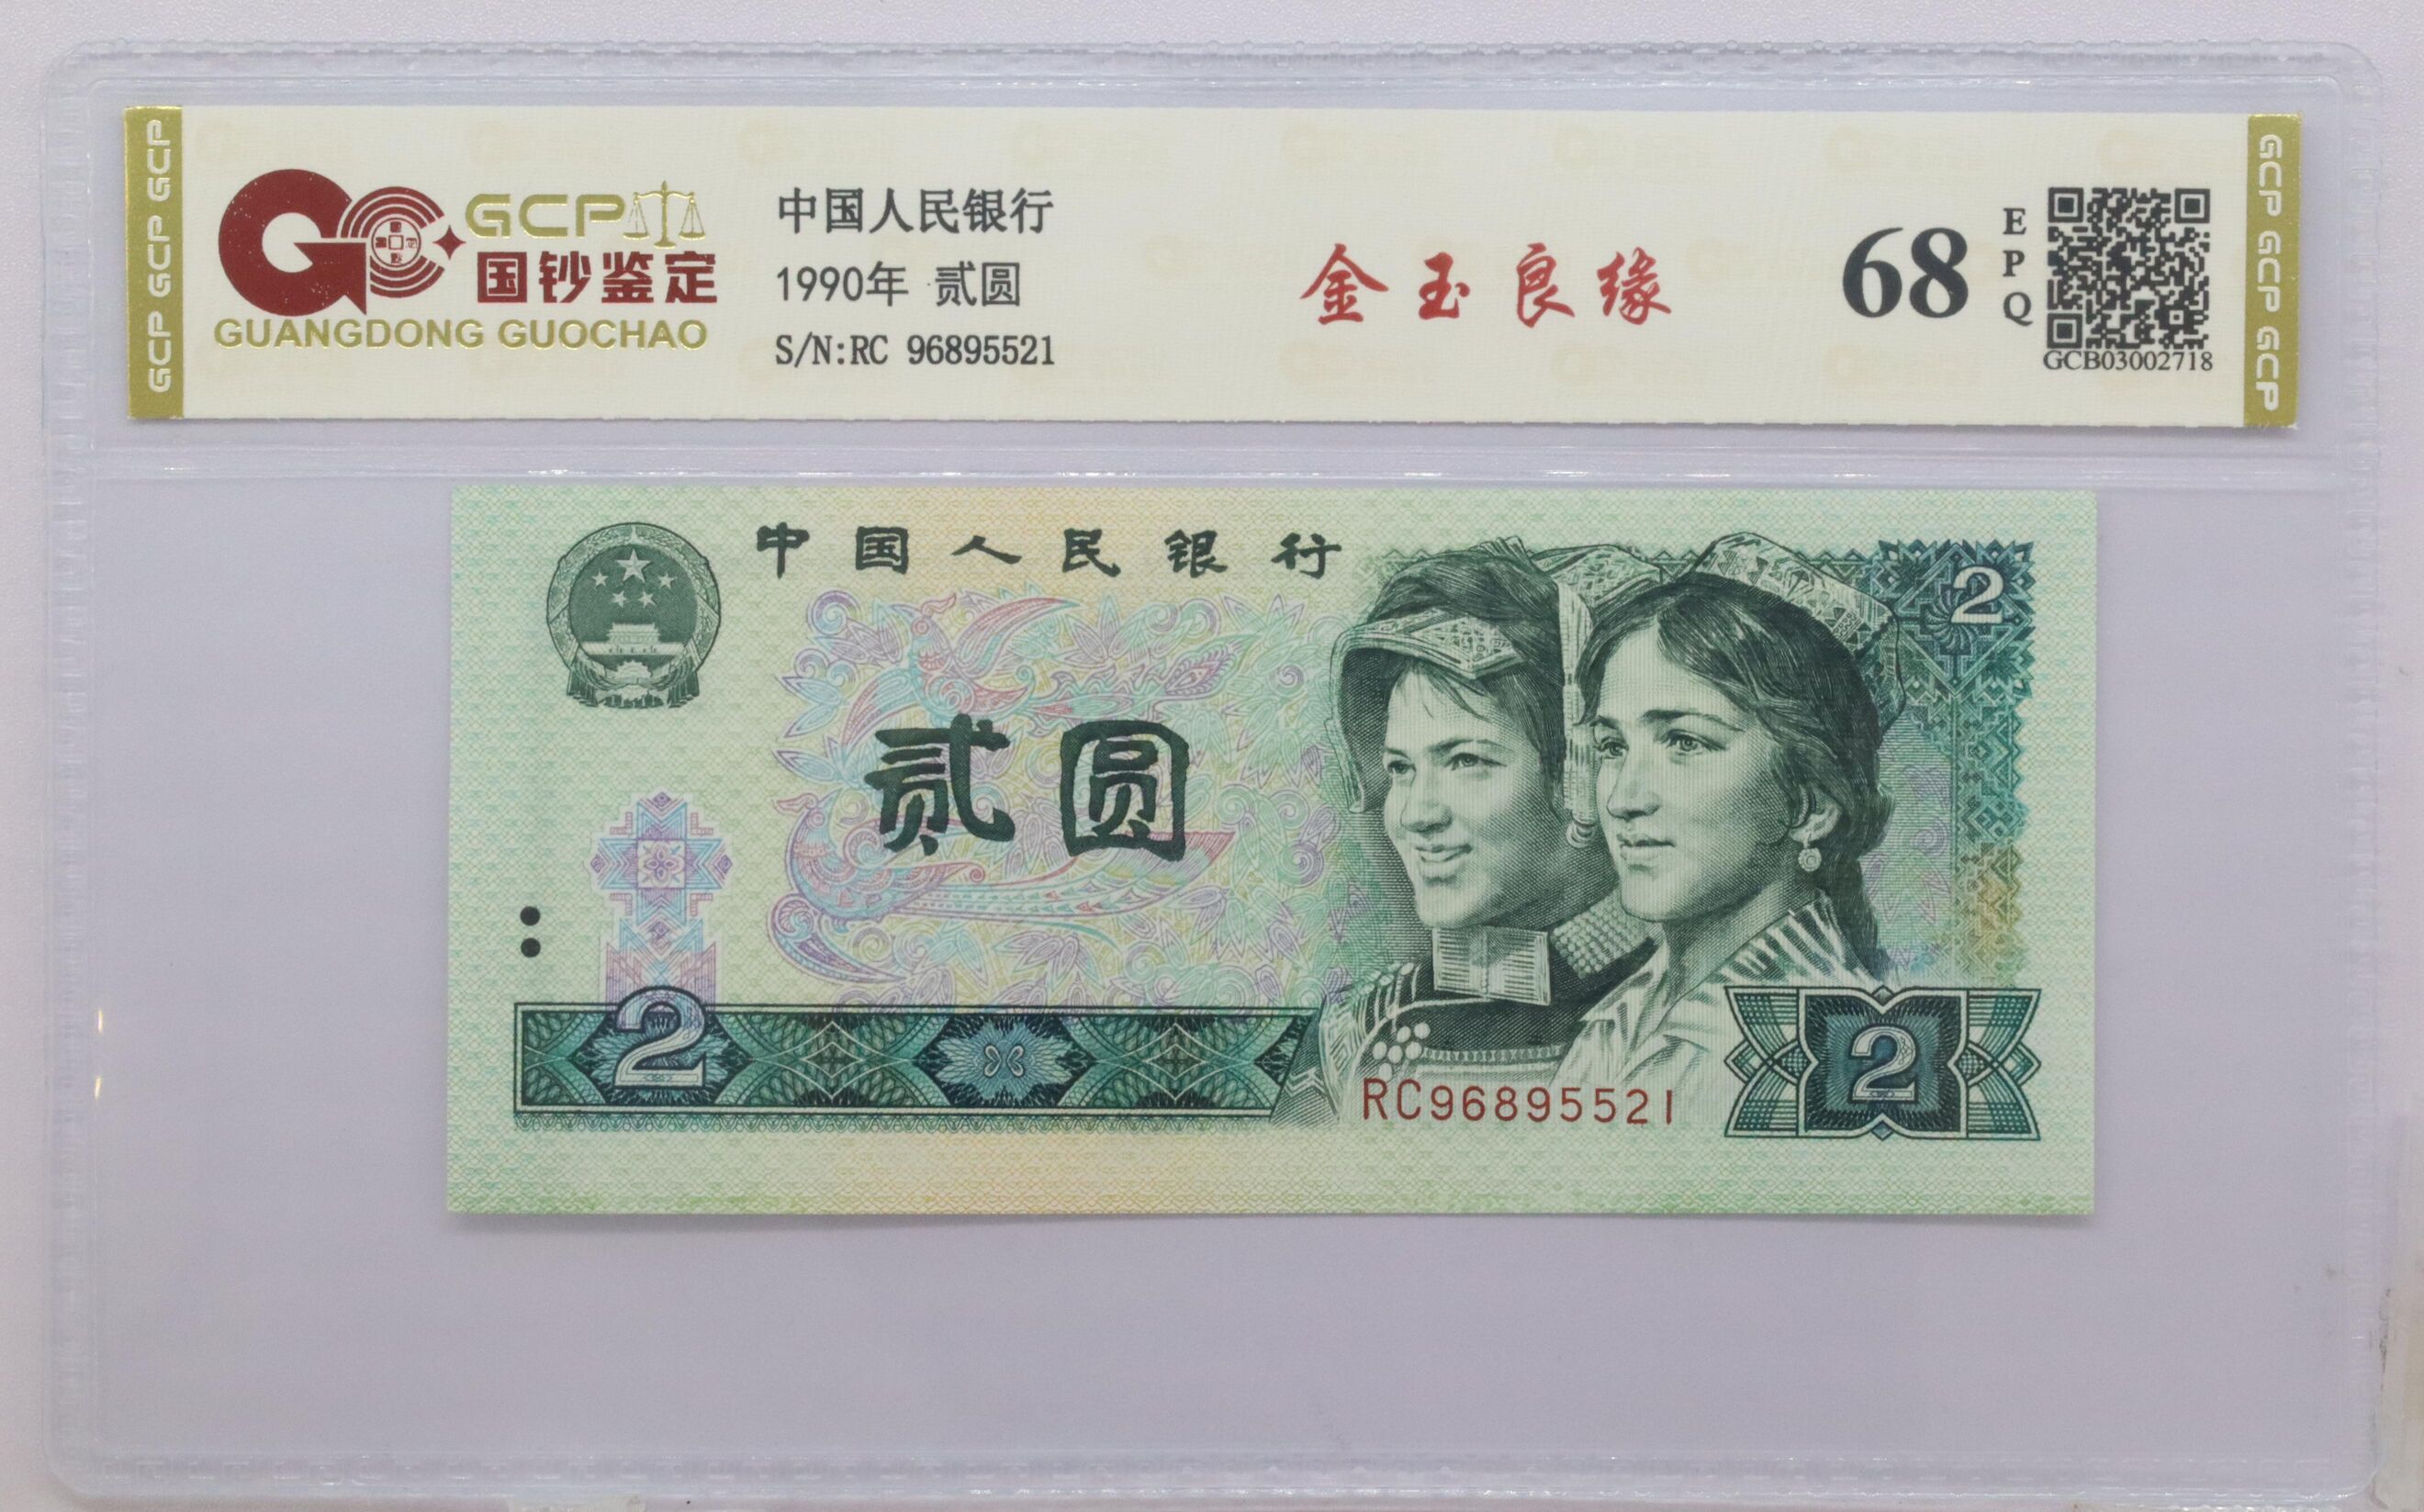 GCP GCP GCP
GCP
国钞鉴定
GUANGDONG GUOCHAO
中国人民银行
1990年 贰圆
S/N:RC 96895521
金玉良缘
68
EPQ
GCB03002718
GCP GCP GCP
中国人民银行
2
贰圆
2
RC96895521
2